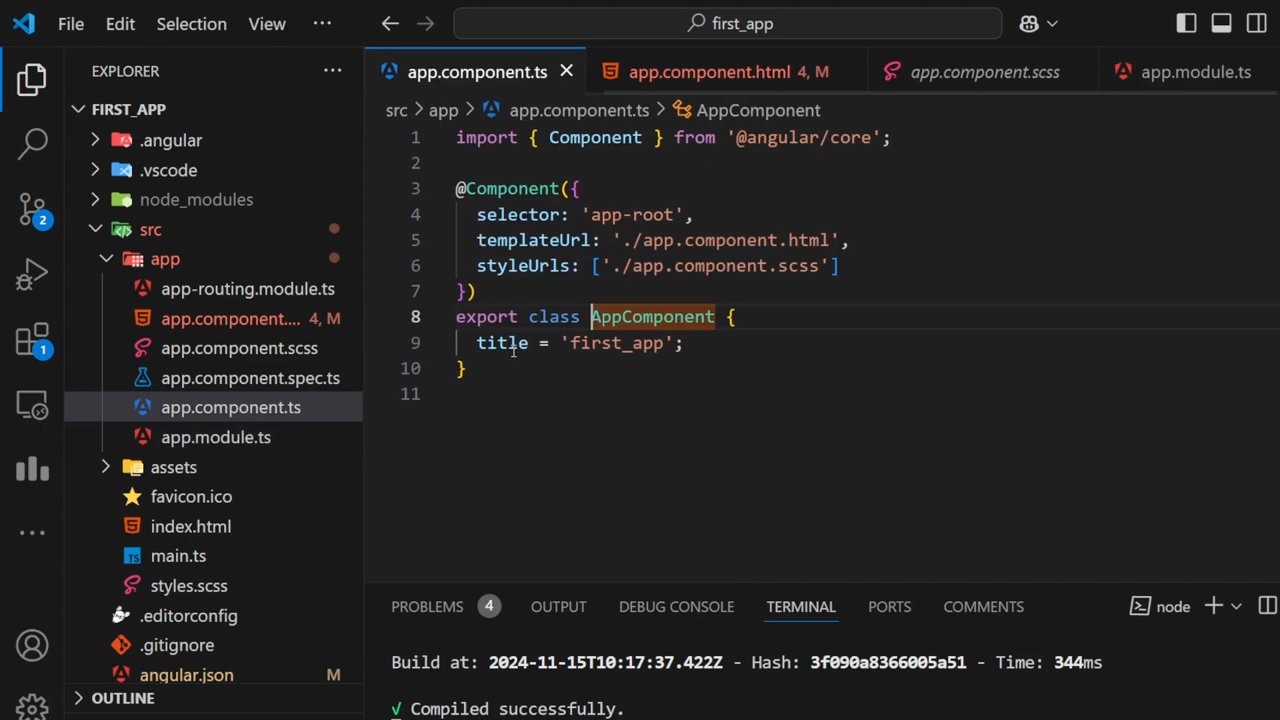 File Edit Selection View ··· first_app
EXPLORER ···
FIRST_APP
.angular
.vscode
node_modules
src
app
app-routing.module.ts
app.component.... 4, M
app.component.scss
app.component.spec.ts
app.component.ts
app.module.ts
assets
favicon.ico
index.html
TS main.ts
styles.scss
.editorconfig
.gitignore
angular.json M
OUTLINE
2
1
app.component.ts app.component.html 4, M app.component.scss app.module.ts
src > app > app.component.ts > AppComponent
1 import { Component } from '@angular/core';
2
3 @Component({
4 selector: 'app-root',
5 templateUrl: './app.component.html',
6 styleUrls: ['./app.component.scss']
7 })
8 export class AppComponent {
9 title = 'first_app';
10 }
11
PROBLEMS 4 OUTPUT DEBUG CONSOLE TERMINAL PORTS COMMENTS node
Build at: 2024-11-15T10:17:37.422Z - Hash: 3f090a8366005a51 - Time: 344ms
√ Compiled successfully.